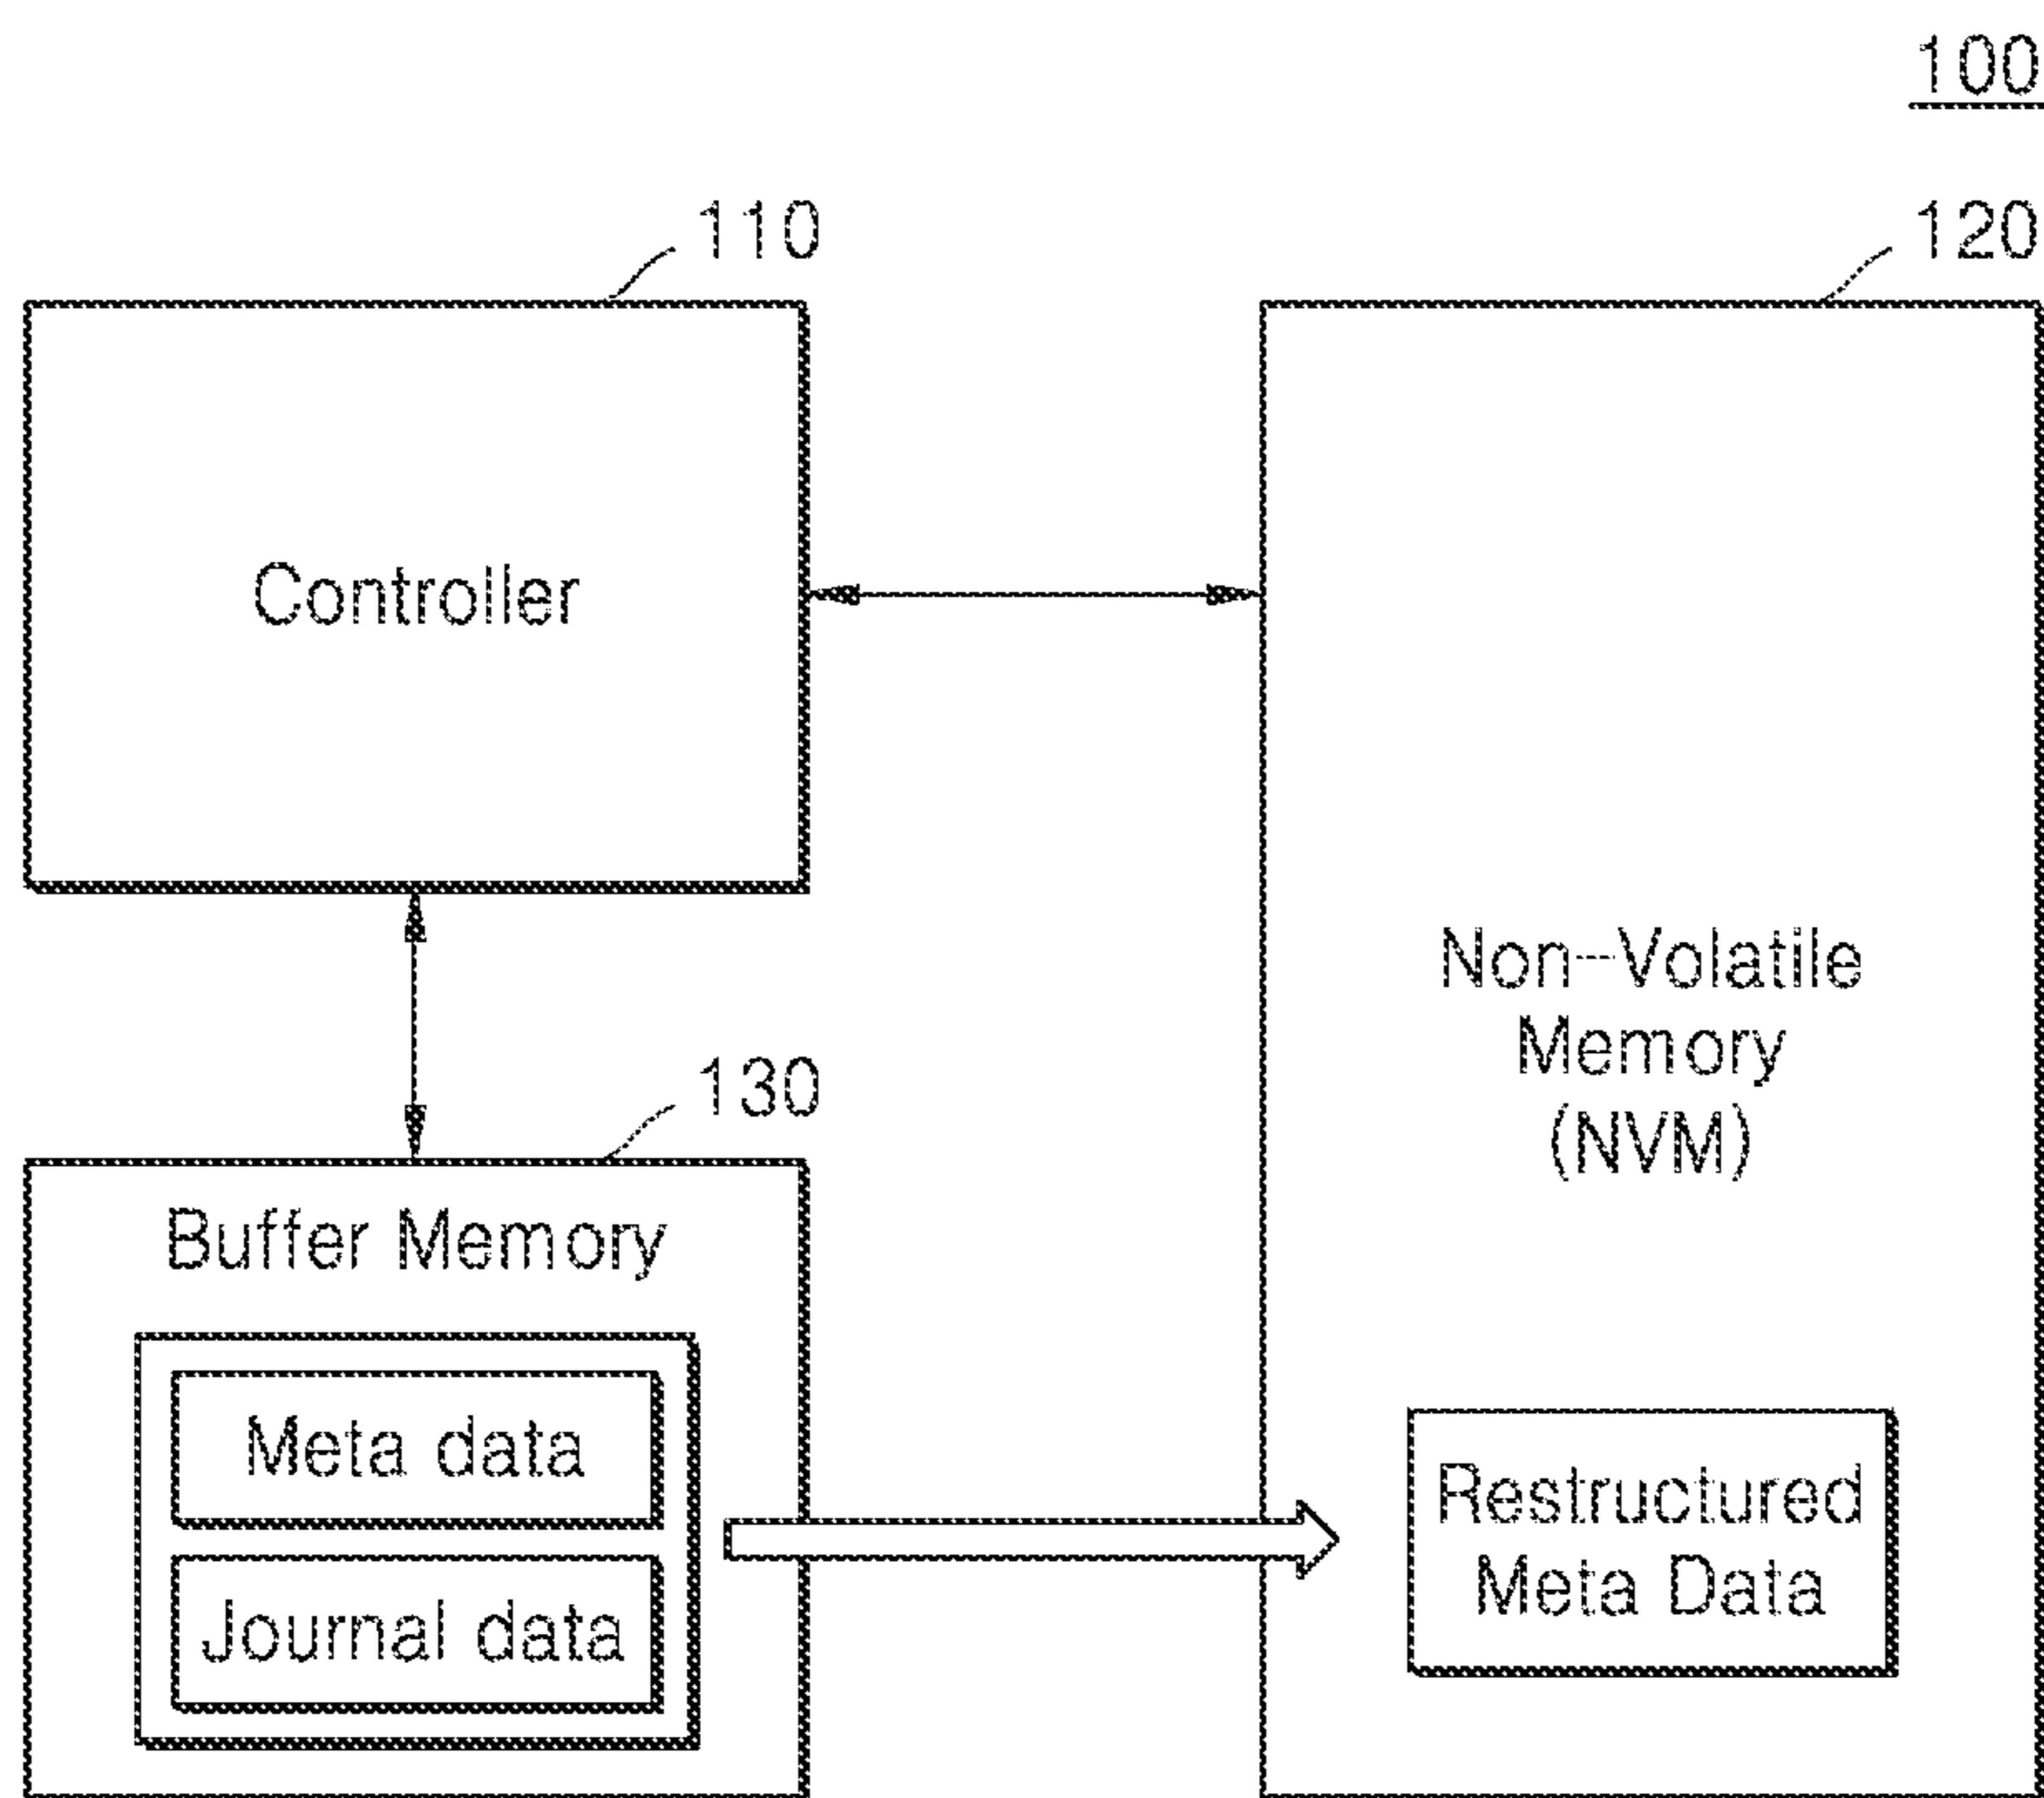 100
110
120
Controller
Non-Volatile
Memory
(NVM)
130
Buffer Memory
Meta data
Journal data
Restructured
Meta Data